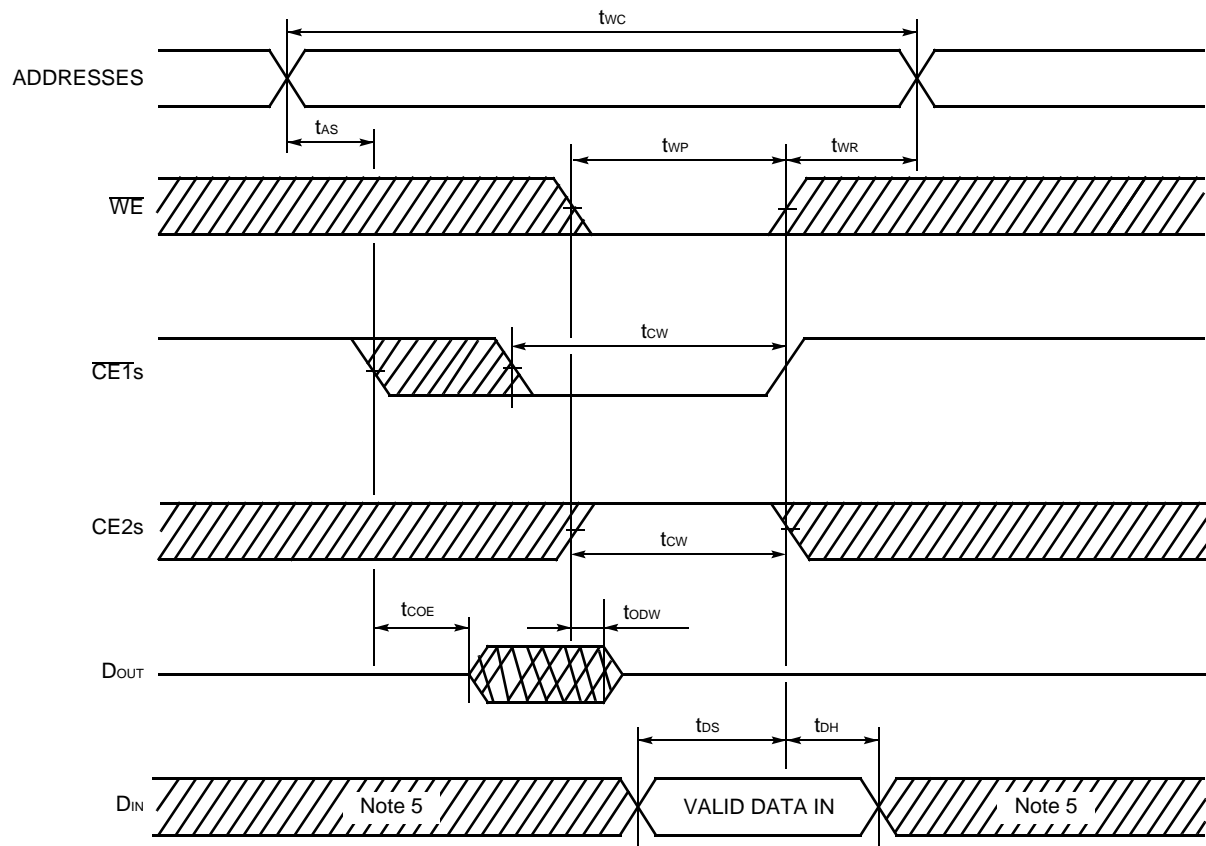 tWC
ADDRESSES
tAS
tWP
tWR
WE
tCW
CE1s
CE2s
tCW
tCOE
tODW
DOUT
tDS
tDH
DIN
Note 5
VALID DATA IN
Note 5